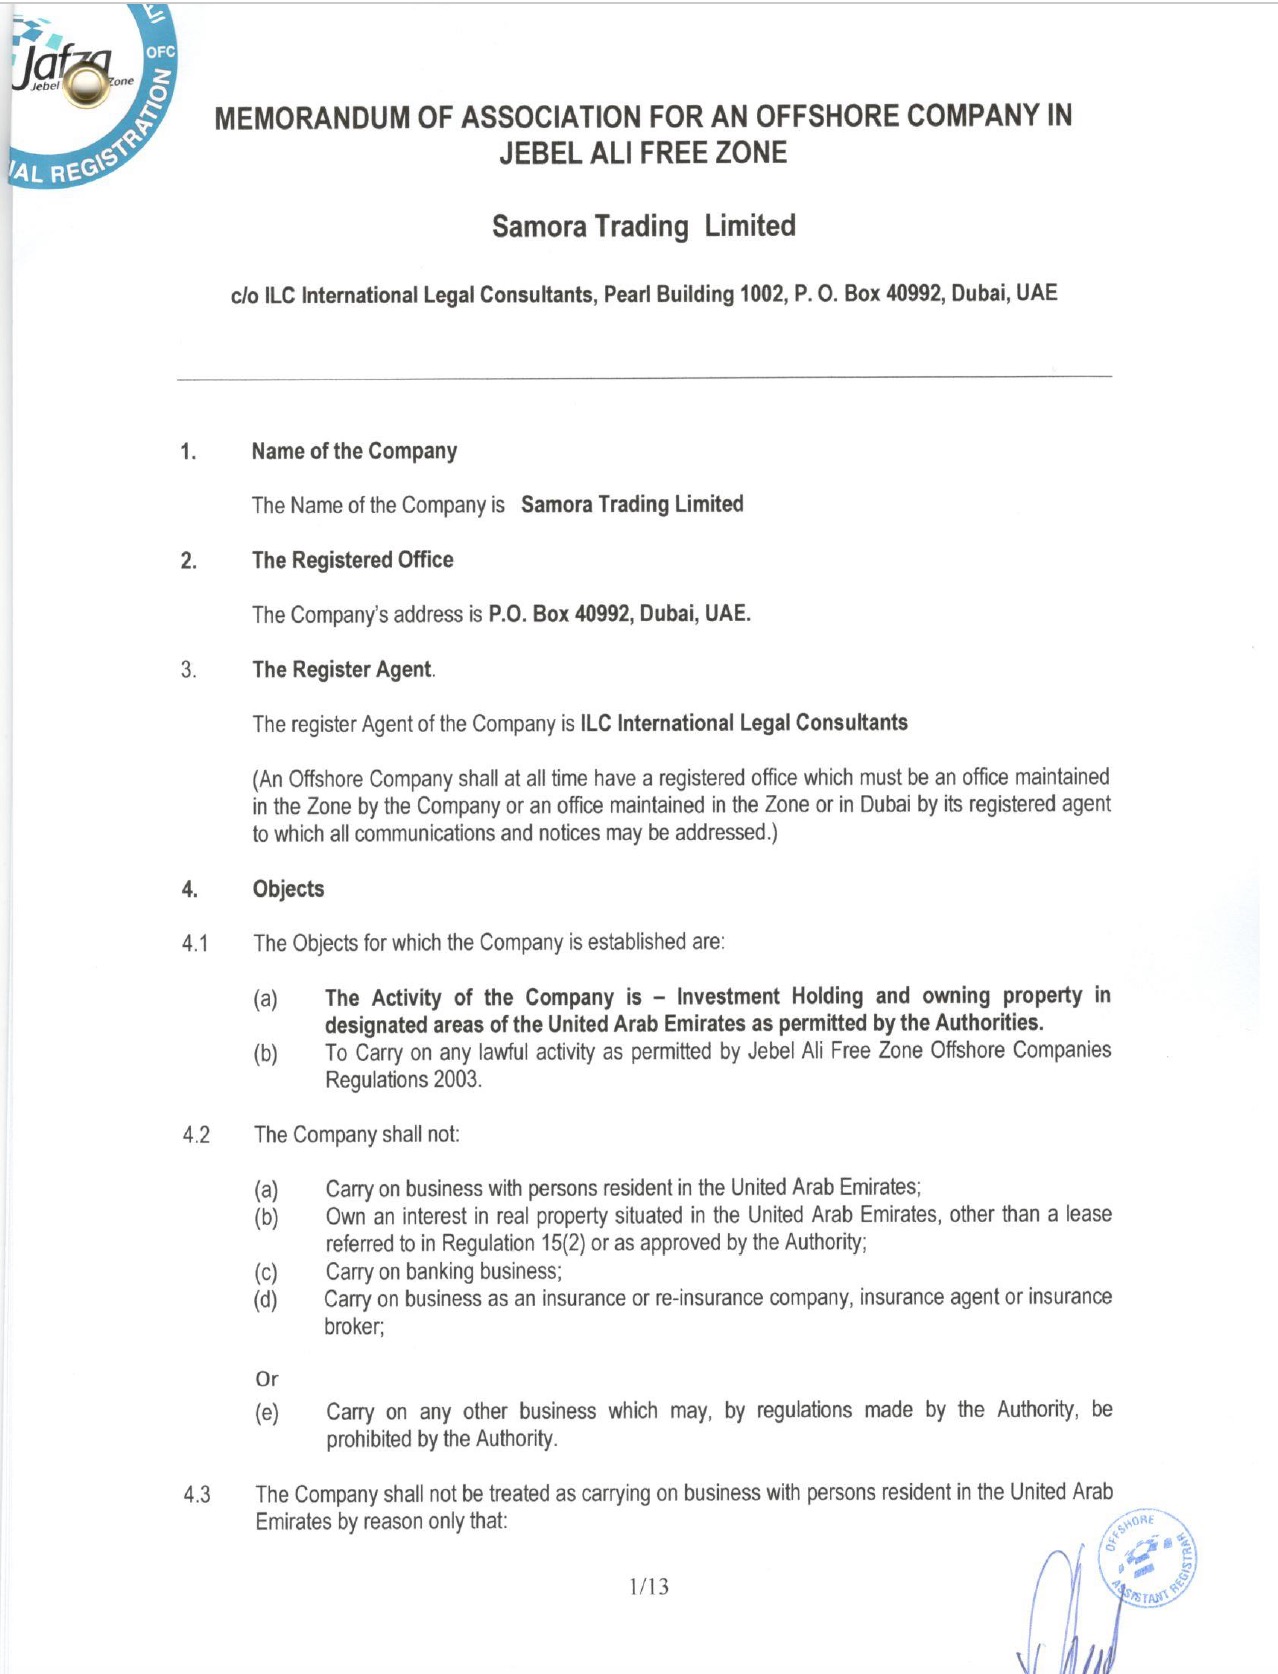 Jafza
Jebel Zone
OFC
AL REGISTRATION
MEMORANDUM OF ASSOCIATION FOR AN OFFSHORE COMPANY IN
JEBEL ALI FREE ZONE
Samora Trading Limited
c/o ILC International Legal Consultants, Pearl Building 1002, P. O. Box 40992, Dubai, UAE
1. Name of the Company
The Name of the Company is Samora Trading Limited
2. The Registered Office
The Company's address is P.O. Box 40992, Dubai, UAE.
3. The Register Agent.
The register Agent of the Company is ILC International Legal Consultants
(An Offshore Company shall at all time have a registered office which must be an office maintained
in the Zone by the Company or an office maintained in the Zone or in Dubai by its registered agent
to which all communications and notices may be addressed.)
4. Objects
4.1 The Objects for which the Company is established are:
(a) The Activity of the Company is – Investment Holding and owning property in
designated areas of the United Arab Emirates as permitted by the Authorities.
(b) To Carry on any lawful activity as permitted by Jebel Ali Free Zone Offshore Companies
Regulations 2003.
4.2 The Company shall not:
(a) Carry on business with persons resident in the United Arab Emirates;
(b) Own an interest in real property situated in the United Arab Emirates, other than a lease
referred to in Regulation 15(2) or as approved by the Authority;
(c) Carry on banking business;
(d) Carry on business as an insurance or re-insurance company, insurance agent or insurance
broker;
Or
(e) Carry on any other business which may, by regulations made by the Authority, be
prohibited by the Authority.
4.3 The Company shall not be treated as carrying on business with persons resident in the United Arab
Emirates by reason only that:
OFFSHORE
ASSISTANT REGISTRAR
1/13